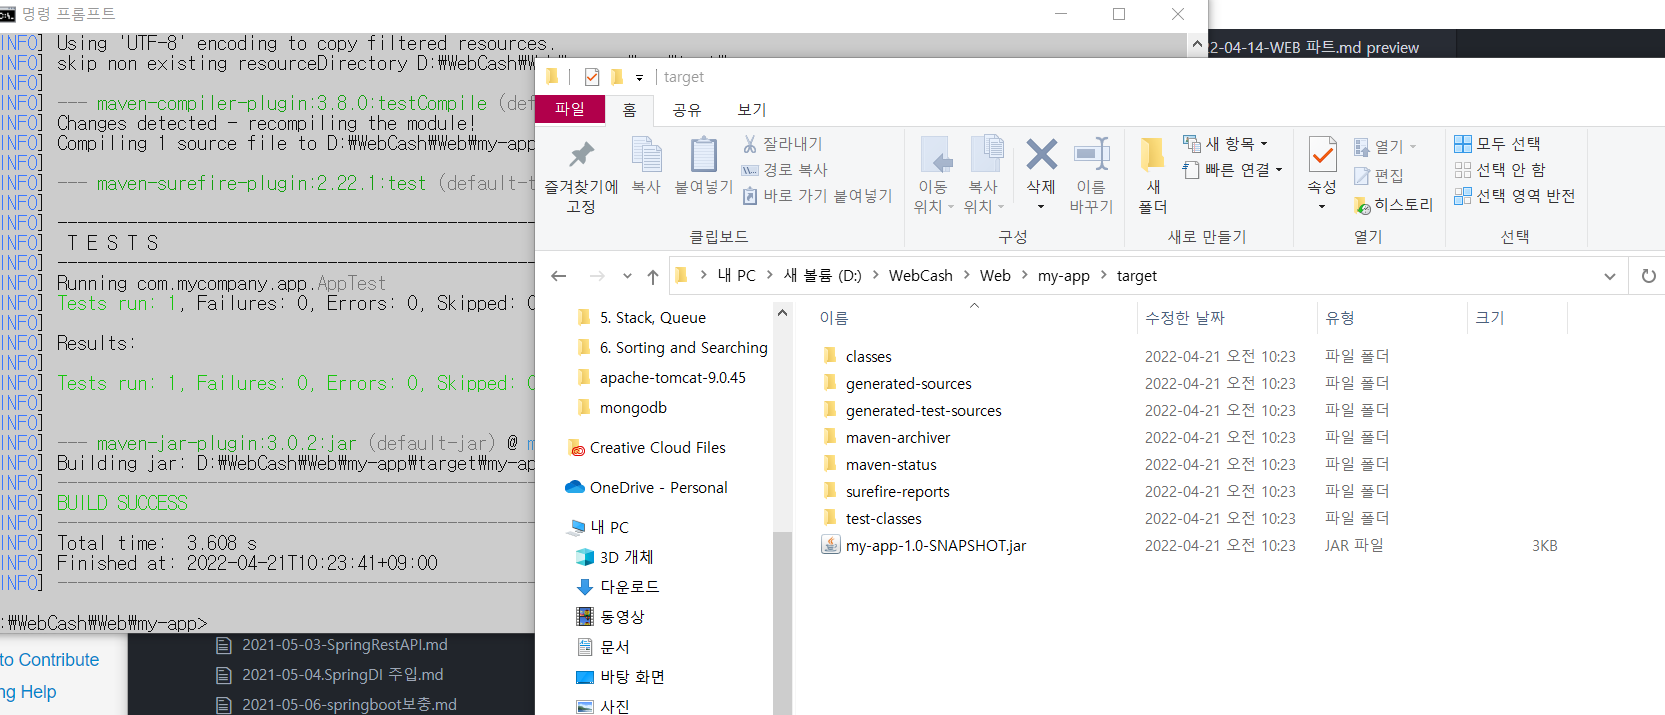 명령 프롬프트
INFO] Using 'UTF-8' encoding to copy filtered resources.
INFO] skip non existing resourceDirectory D:₩WebCash₩
INFO]
INFO] --- maven-compiler-plugin:3.8.0:testCompile (def
INFO] Changes detected - recompiling the module!
INFO] Compiling 1 source file to D:₩WebCash₩Web₩my-app
INFO]
INFO] --- maven-surefire-plugin:2.22.1:test (default-t
INFO]
INFO] -------------------------------------------------------
INFO]  T E S T S
INFO] -------------------------------------------------------
INFO] Running com.mycompany.app.AppTest
INFO] Tests run: 1, Failures: 0, Errors: 0, Skipped: 0
INFO]
INFO] Results:
INFO]
INFO] Tests run: 1, Failures: 0, Errors: 0, Skipped: 0
INFO]
INFO]
INFO] --- maven-jar-plugin:3.0.2:jar (default-jar) @ m
INFO] Building jar: D:₩WebCash₩Web₩my-app₩target₩my-ap
INFO] -------------------------------------------------------
INFO] BUILD SUCCESS
INFO] -------------------------------------------------------
INFO] Total time:  3.608 s
INFO] Finished at: 2022-04-21T10:23:41+09:00
INFO] -------------------------------------------------------
:₩WebCash₩Web₩my-app>
to Contribute
ng Help
2021-05-03-SpringRestAPI.md
2021-05-04.SpringDI 주입.md
2021-05-06-springboot보충.md
2-04-14-WEB 파트.md preview
target
파일 홈 공유 보기
즐겨찾기에 고정
복사
붙여넣기
잘라내기
경로 복사
바로 가기 붙여넣기
클립보드
이동 위치
복사 위치
삭제
이름 바꾸기
구성
새 폴더
새 항목
빠른 연결
새로 만들기
속성
열기
편집
히스토리
열기
모두 선택
선택 안 함
선택 영역 반전
선택
내 PC > 새 볼륨 (D:) > WebCash > Web > my-app > target
5. Stack, Queue
6. Sorting and Searching
apache-tomcat-9.0.45
mongodb
Creative Cloud Files
OneDrive - Personal
내 PC
3D 개체
다운로드
동영상
문서
바탕 화면
사진
이름 수정한 날짜 유형 크기
classes 2022-04-21 오전 10:23 파일 폴더
generated-sources 2022-04-21 오전 10:23 파일 폴더
generated-test-sources 2022-04-21 오전 10:23 파일 폴더
maven-archiver 2022-04-21 오전 10:23 파일 폴더
maven-status 2022-04-21 오전 10:23 파일 폴더
surefire-reports 2022-04-21 오전 10:23 파일 폴더
test-classes 2022-04-21 오전 10:23 파일 폴더
my-app-1.0-SNAPSHOT.jar 2022-04-21 오전 10:23 JAR 파일 3KB